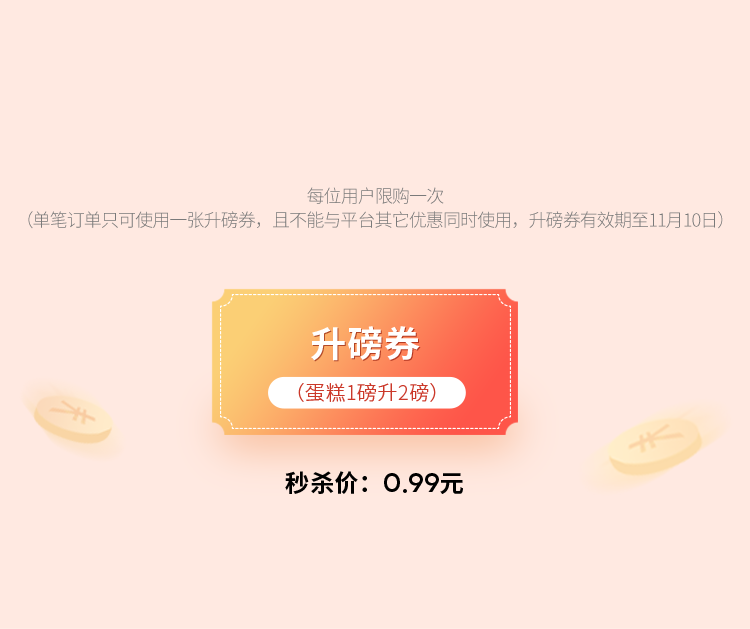 每位用户限购一次
（单笔订单只可使用一张升磅券，且不能与平台其它优惠同时使用，升磅券有效期至11月10日）
升磅券
（蛋糕1磅升2磅）
秒杀价：0.99元